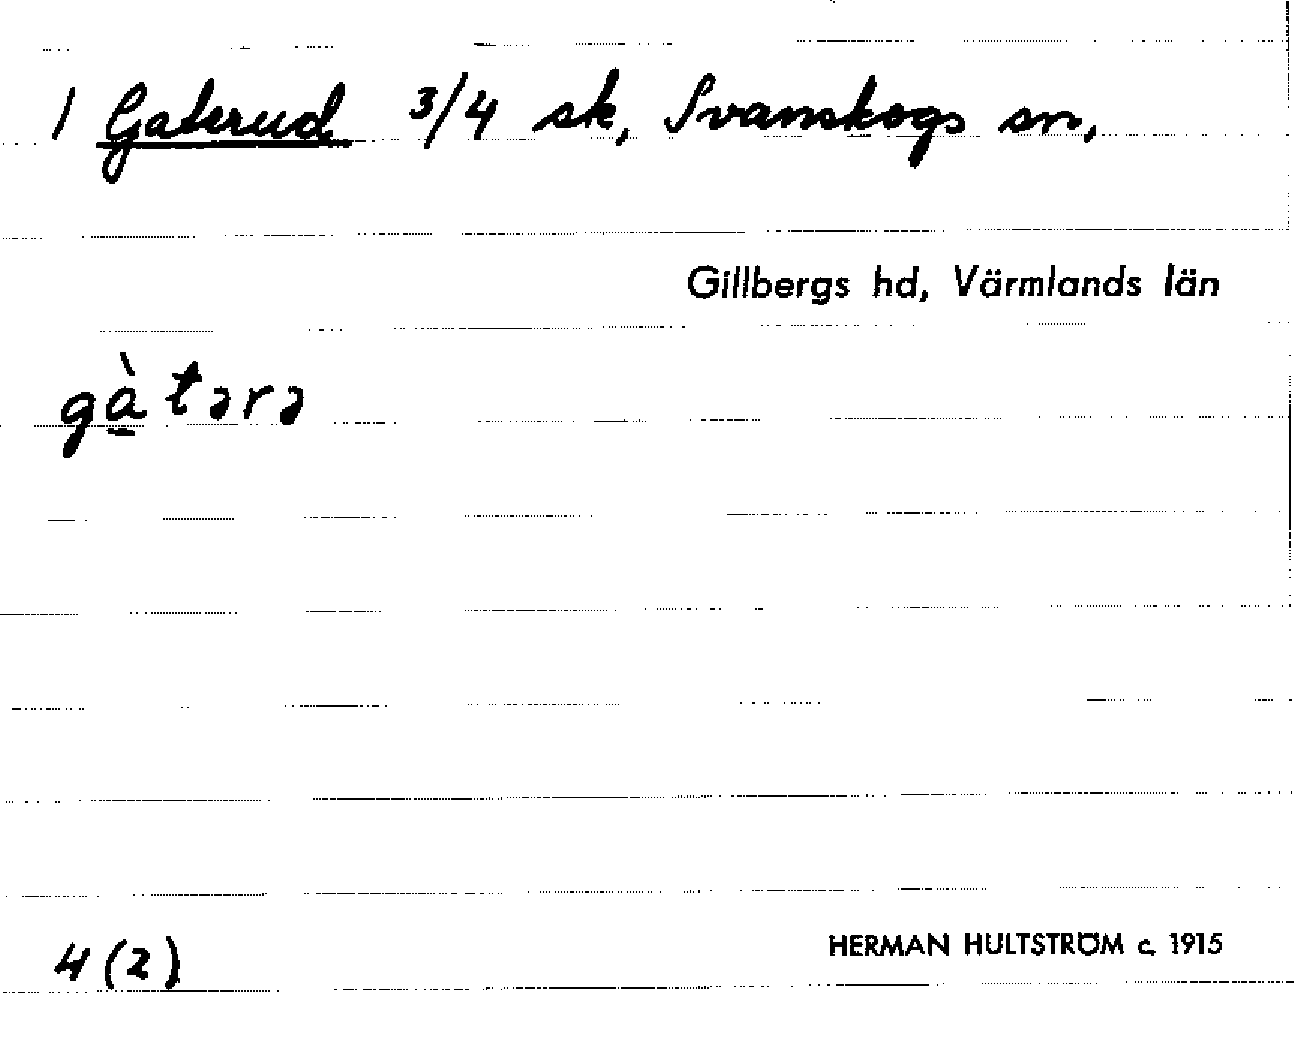 1 Gaterud 3/4 sk, Svanskogs sn,
Gillbergs hd, Värmlands län
gà̱tərə
4 (2)
HERMAN HULTSTRÖM c. 1915